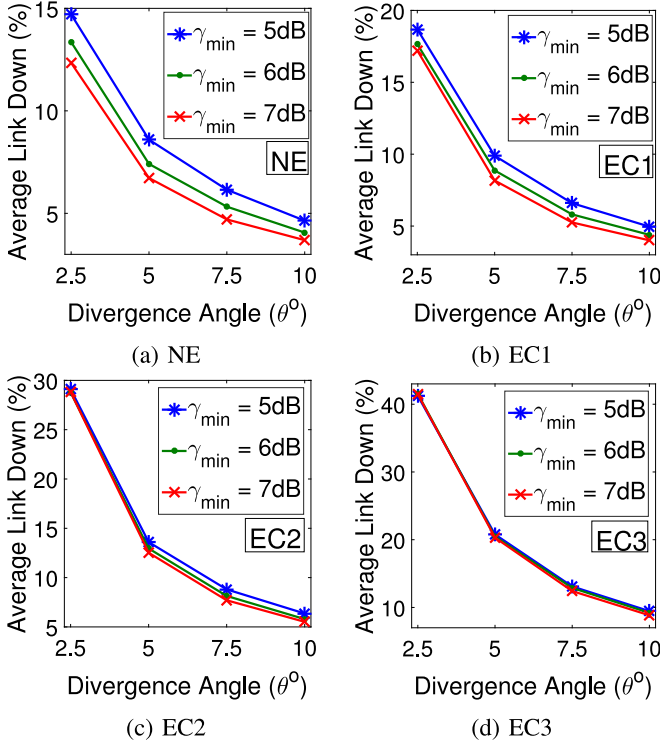 15
10
5
Average Link Down (%)
γmin = 5dB
γmin = 6dB
γmin = 7dB
NE
2.5 5 7.5 10
Divergence Angle (θº)
(a) NE
20
15
10
5
Average Link Down (%)
γmin = 5dB
γmin = 6dB
γmin = 7dB
EC1
2.5 5 7.5 10
Divergence Angle (θº)
(b) EC1
30
25
20
15
10
5
Average Link Down (%)
γmin = 5dB
γmin = 6dB
γmin = 7dB
EC2
2.5 5 7.5 10
Divergence Angle (θº)
(c) EC2
40
30
20
10
Average Link Down (%)
γmin = 5dB
γmin = 6dB
γmin = 7dB
EC3
2.5 5 7.5 10
Divergence Angle (θº)
(d) EC3